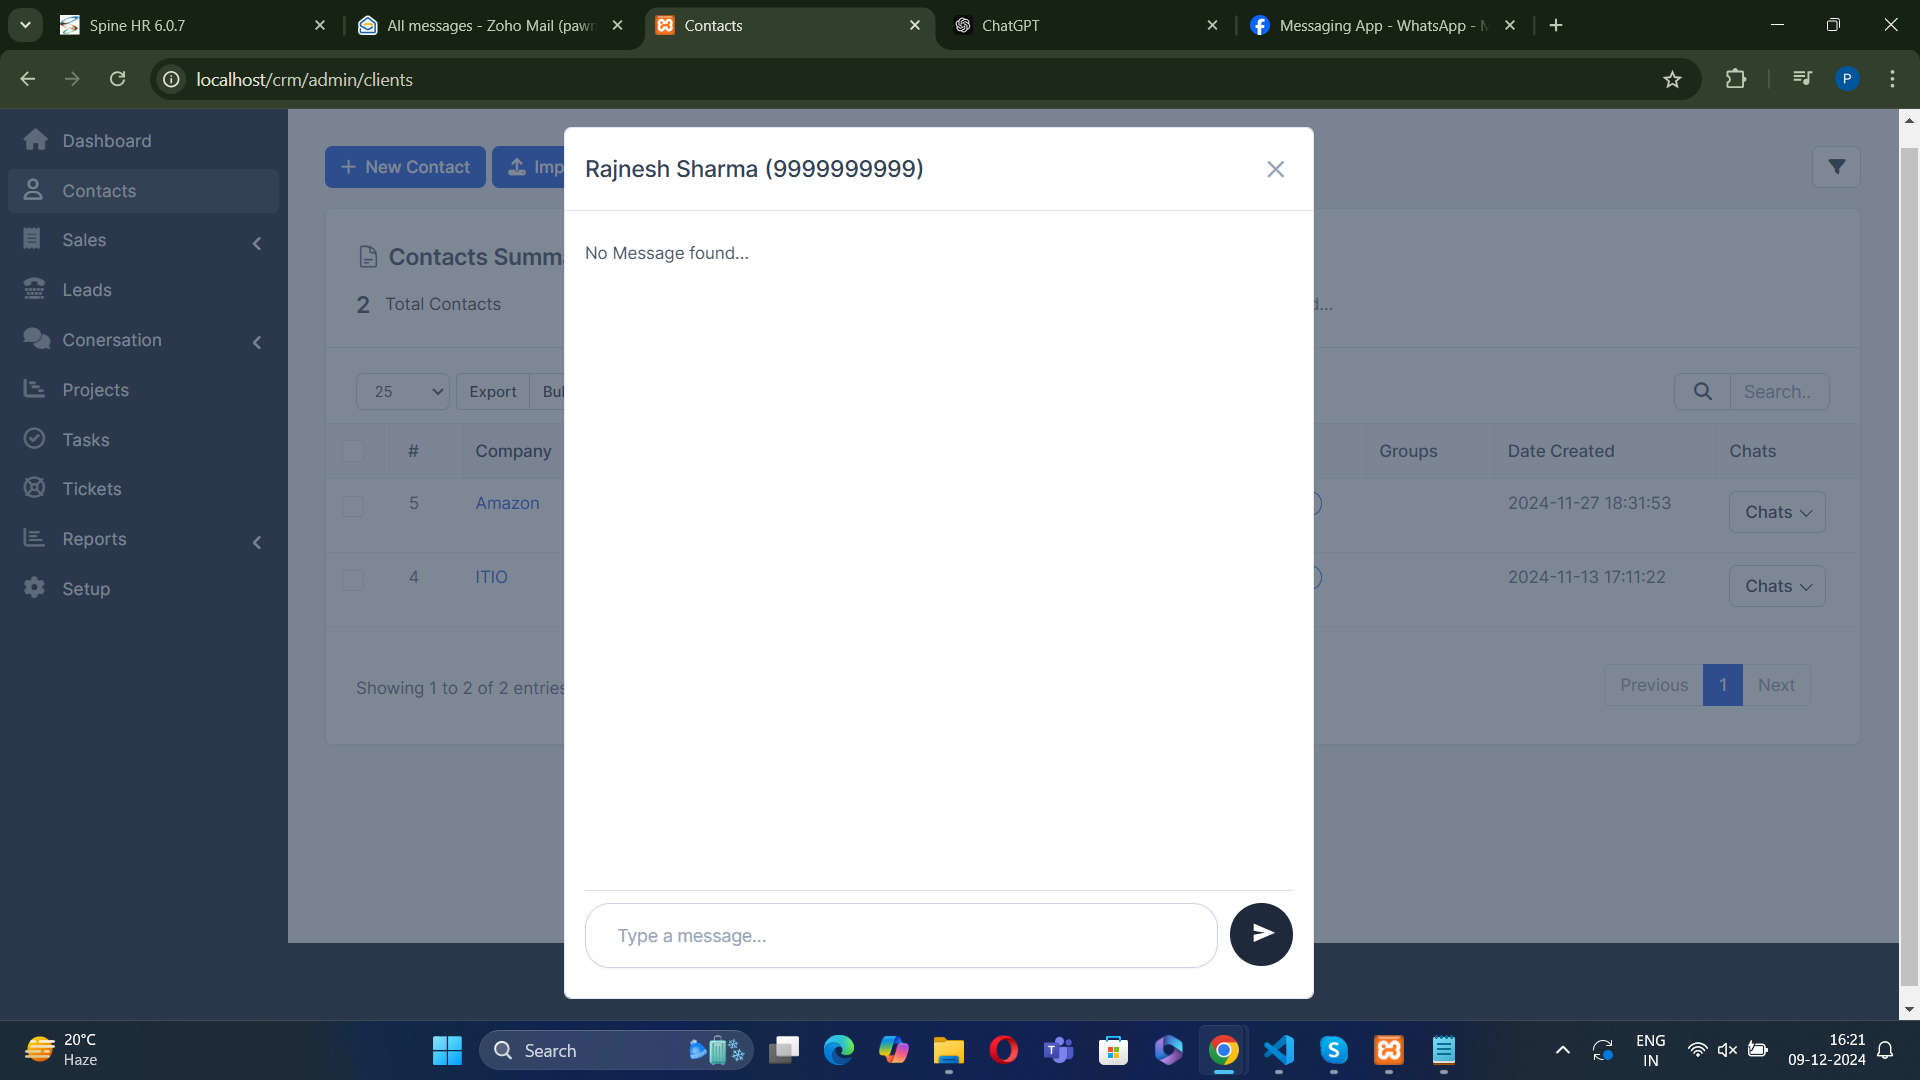 Spine HR 6.0.7
All messages - Zoho Mail (pawn
Contacts
ChatGPT
Messaging App - WhatsApp - M
localhost/crm/admin/clients
P
Dashboard
Contacts
Sales
Leads
Conersation
Projects
Tasks
Tickets
Reports
Setup
New Contact
Imp
Contacts Summa
2 Total Contacts
d...
25
Export
Bul
Search..
# Company Groups Date Created Chats
5 Amazon 2024-11-27 18:31:53 Chats
4 ITIO 2024-11-13 17:11:22 Chats
Showing 1 to 2 of 2 entries
Previous 1 Next
Rajnesh Sharma (9999999999)
No Message found...
Type a message...
20°C
Haze
Search
ENG
IN
16:21
09-12-2024